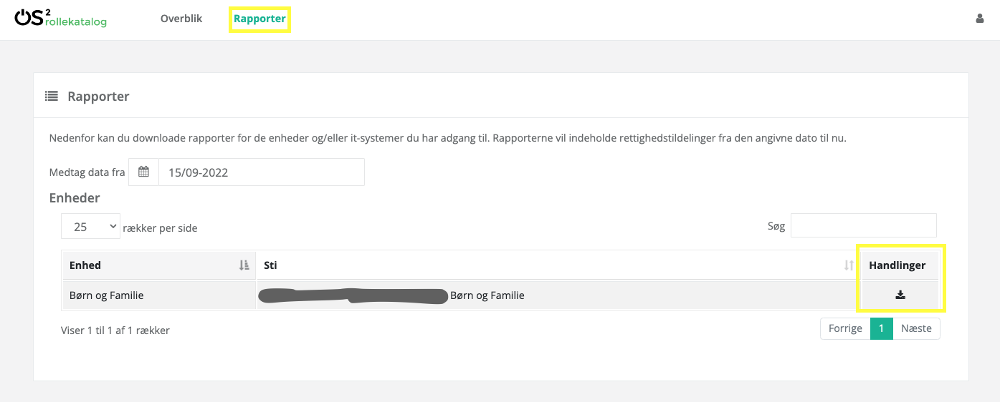 OS2 rollekatalog Overblik Rapporter
Rapporter
Nedenfor kan du downloade rapporter for de enheder og/eller it-systemer du har adgang til. Rapporterne vil indeholde rettighedstildelinger fra den angivne dato til nu.
Medtag data fra 15/09-2022
Enheder
25 rækker per side Søg
Enhed Sti Handlinger
Børn og Familie Børn og Familie
Viser 1 til 1 af 1 rækker Forrige 1 Næste